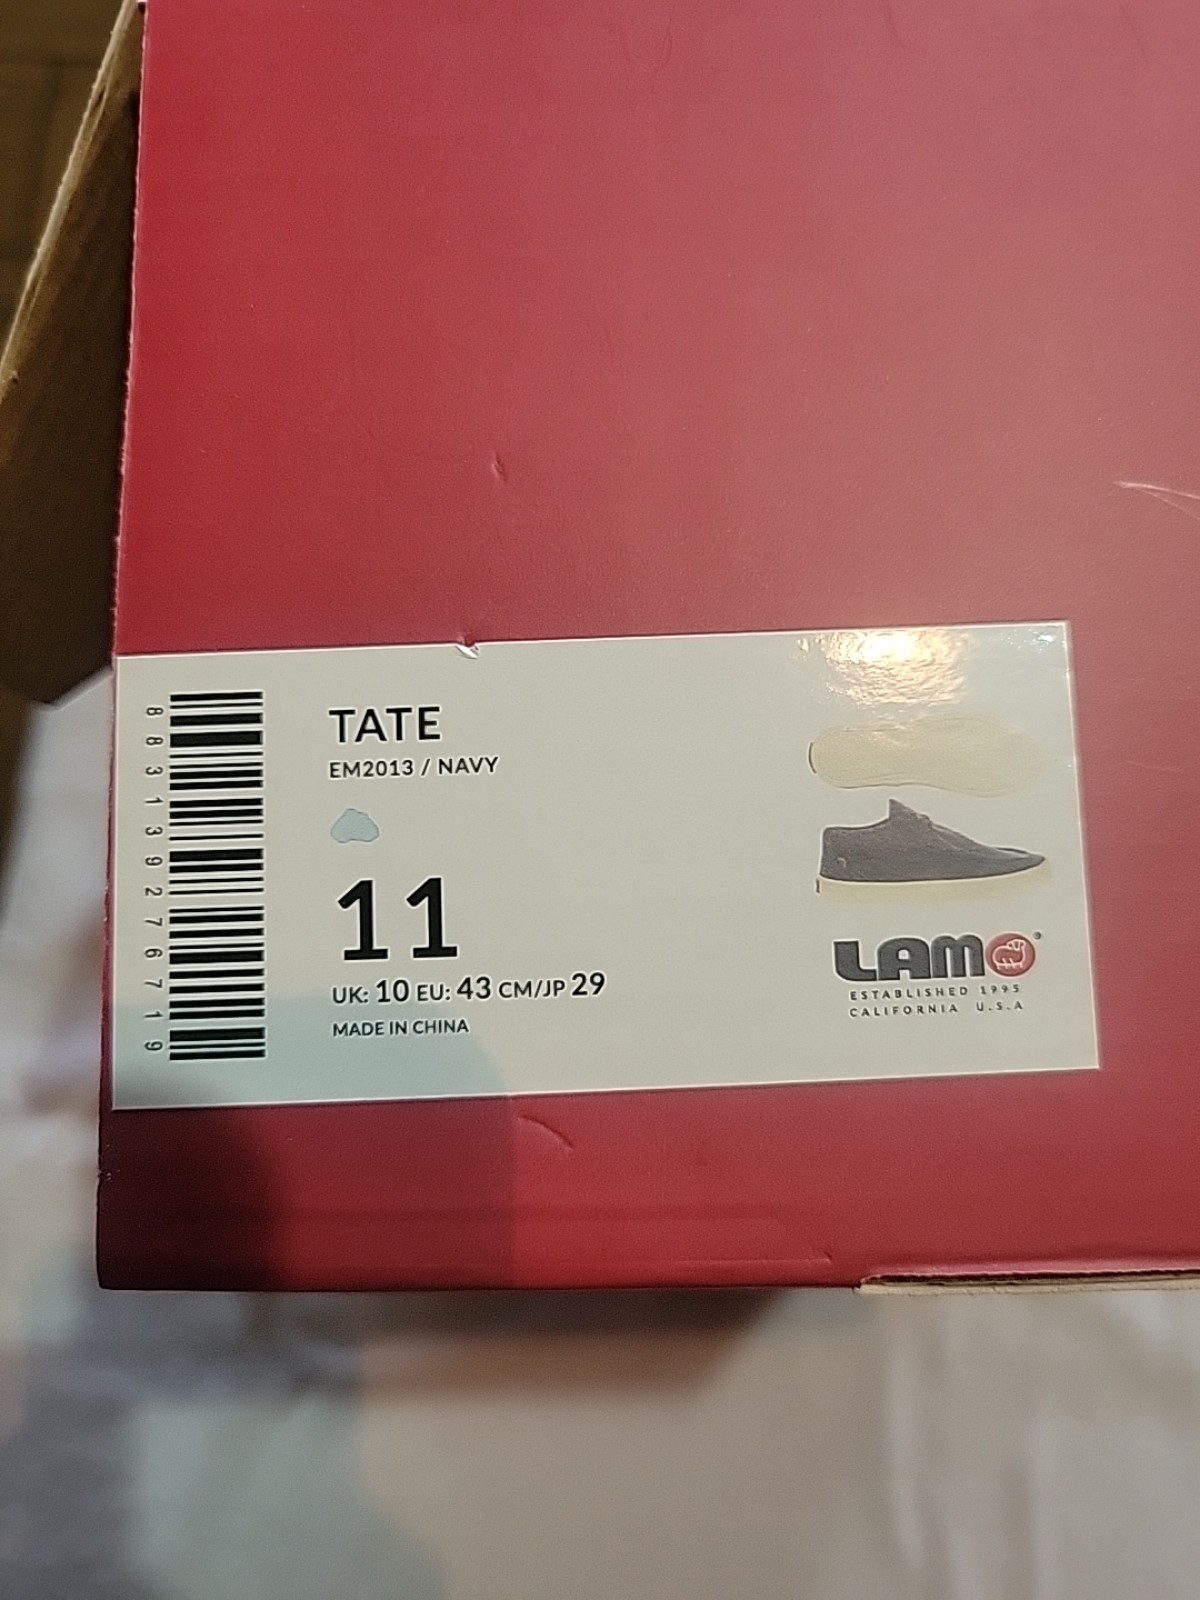 883139276719
TATE
EM2013 / NAVY
11
UK: 10 EU: 43 CM/JP 29
MADE IN CHINA
LAMO
ESTABLISHED 1995
CALIFORNIA U.S.A